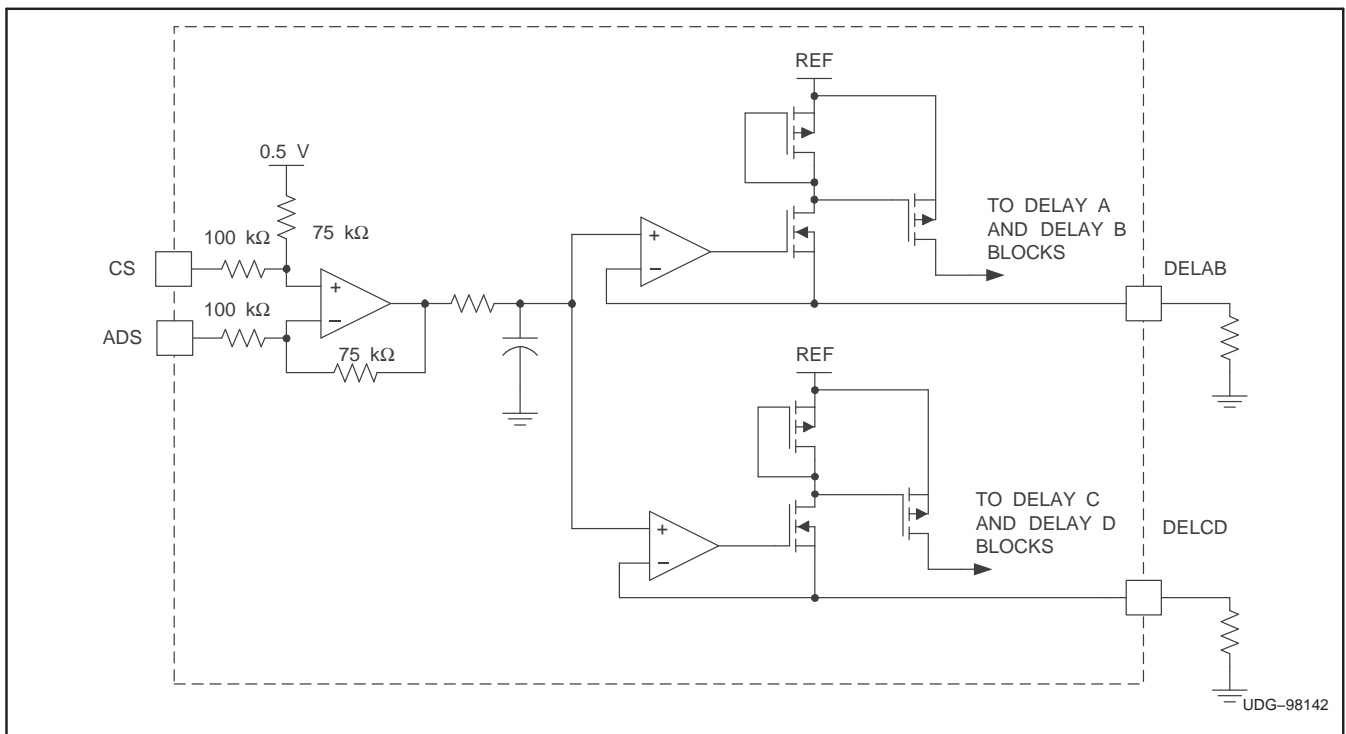 REF
0.5 V
75 kΩ
100 kΩ
CS
+
−
100 kΩ
ADS
75 kΩ
+
−
TO DELAY A
AND DELAY B
BLOCKS
DELAB
REF
+
−
TO DELAY C
AND DELAY D
BLOCKS
DELCD
UDG–98142